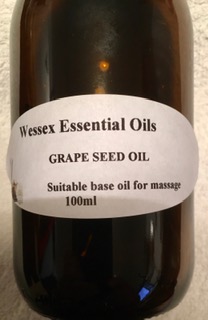 Wessex Essential Oils
GRAPE SEED OIL
Suitable base oil for massage
100ml